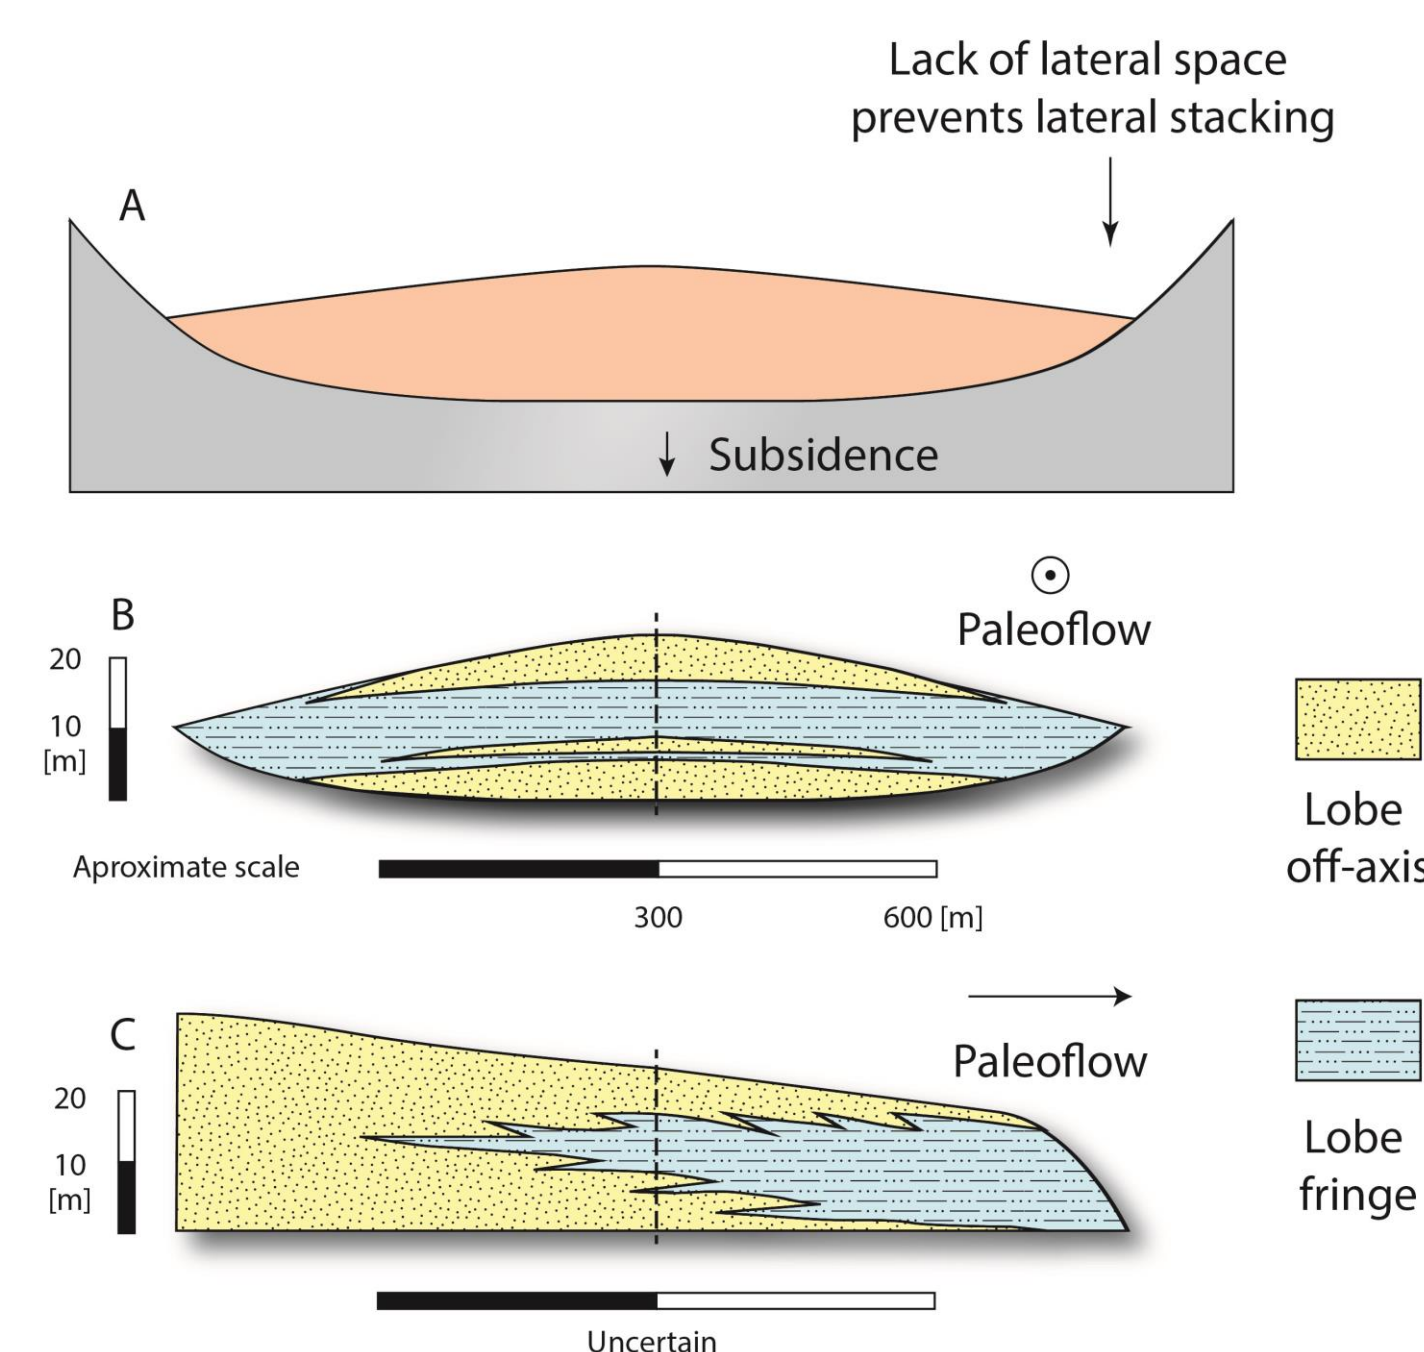 Lack of lateral space
prevents lateral stacking
A
Subsidence
B
Paleoflow
20
10
[m]
Aproximate scale
300
600 [m]
Lobe
off-axis
C
Paleoflow
20
10
[m]
Lobe
fringe
Uncertain